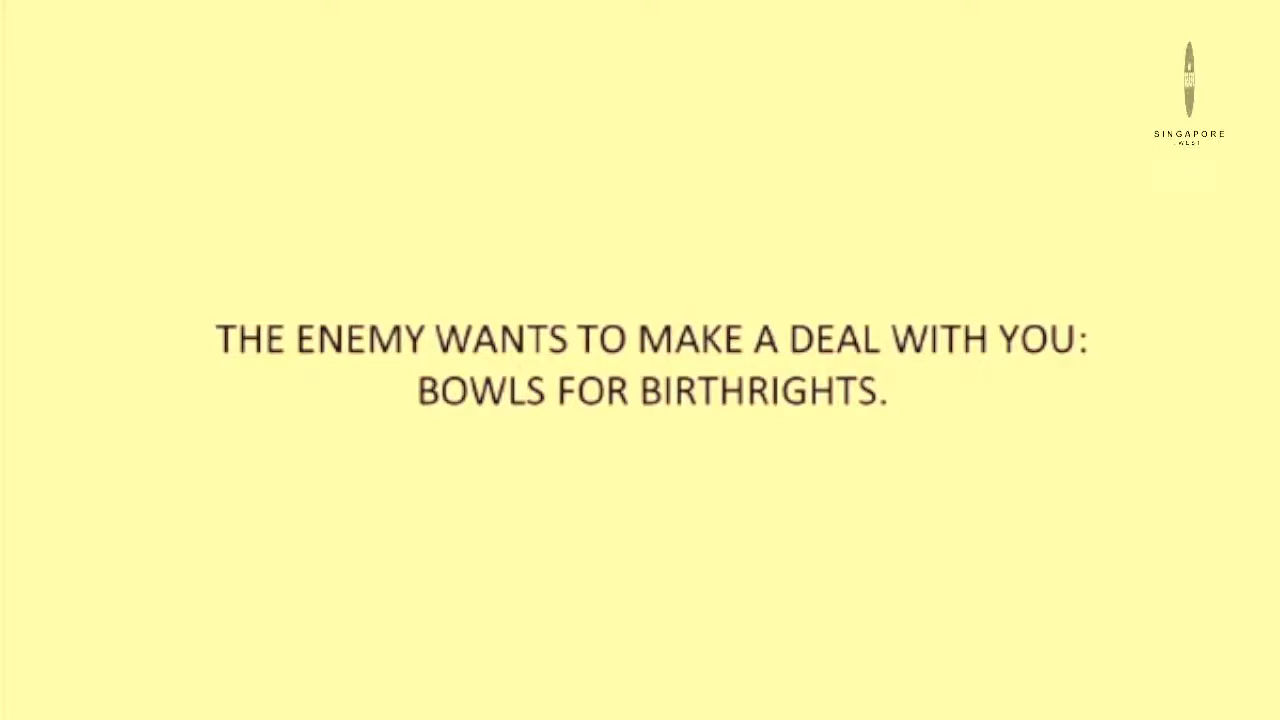 SINGAPORE
THE ENEMY WANTS TO MAKE A DEAL WITH YOU:
BOWLS FOR BIRTHRIGHTS.